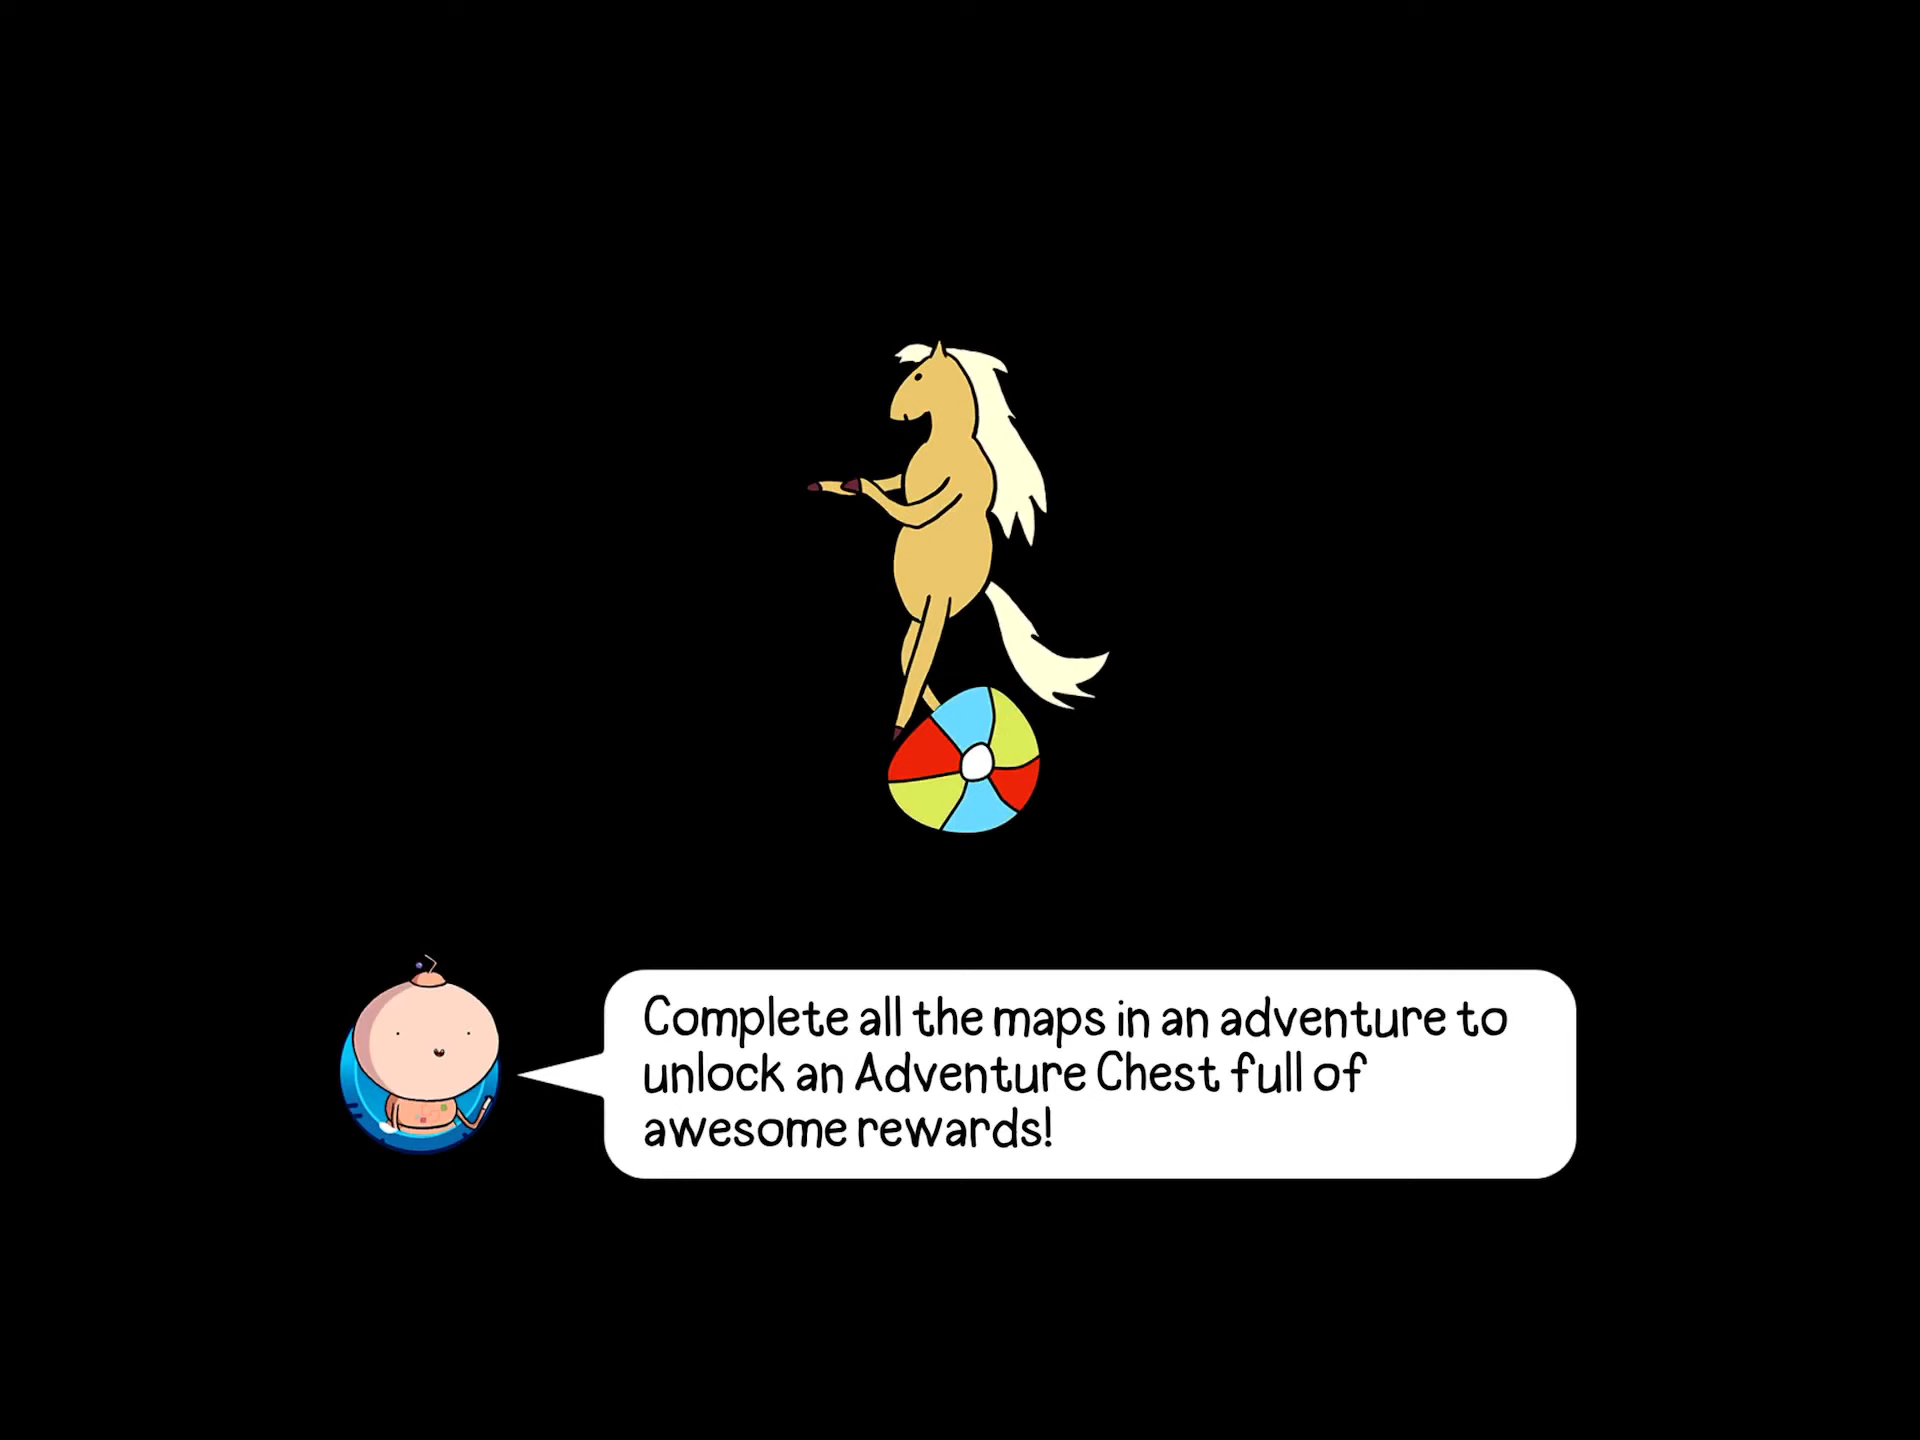 Complete all the maps in an adventure to
unlock an Adventure Chest full of
awesome rewards!